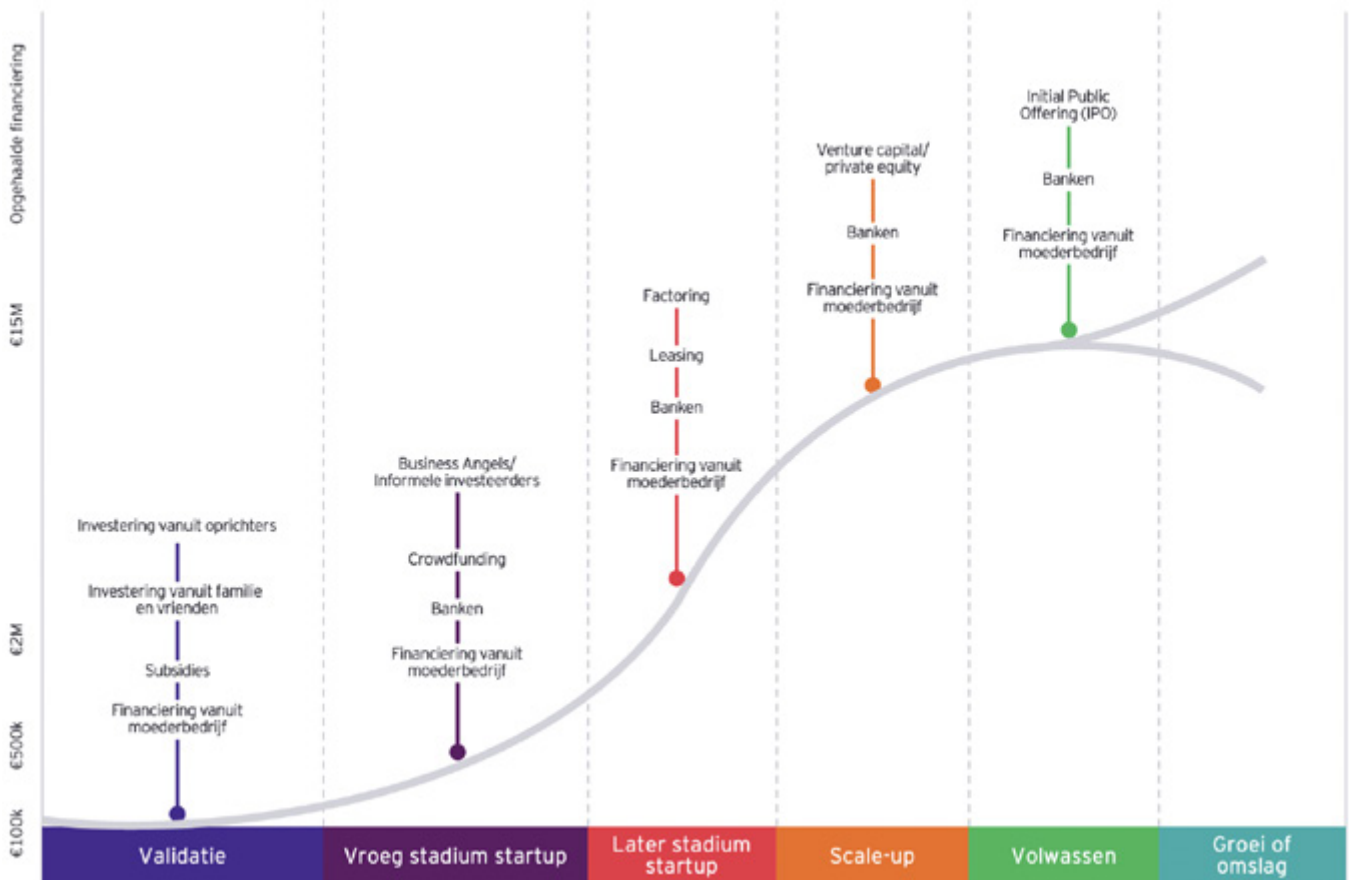 Opgehaalde financiering
€15M
€2M
€500k
€100k
Investering vanuit oprichters
Investering vanuit familie
en vrienden
Subsidies
Financiering vanuit
moederbedrijf
Business Angels/
Informele investeerders
Crowdfunding
Banken
Financiering vanuit
moederbedrijf
Factoring
Leasing
Banken
Financiering vanuit
moederbedrijf
Venture capital/
private equity
Banken
Financiering vanuit
moederbedrijf
Initial Public
Offering (IPO)
Banken
Financiering vanuit
moederbedrijf
Validatie
Vroeg stadium startup
Later stadium
startup
Scale-up
Volwassen
Groei of
omslag